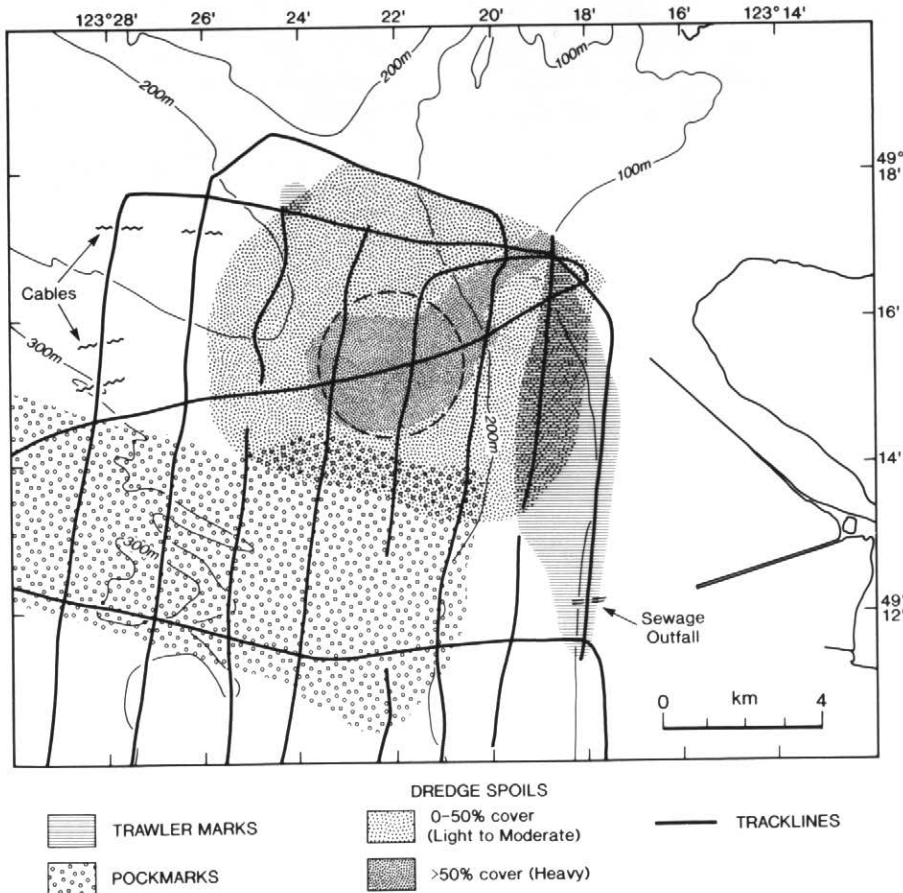 123°28' 26' 24' 22' 20' 18' 16' 123°14'
200m
200m
100m
100m
49°
18'
Cables
16'
300m
200m
14'
300m
49°
12'
Sewage
Outfall
0 km 4
DREDGE SPOILS
TRAWLER MARKS
0-50% cover
(Light to Moderate)
TRACKLINES
POCKMARKS
>50% cover (Heavy)